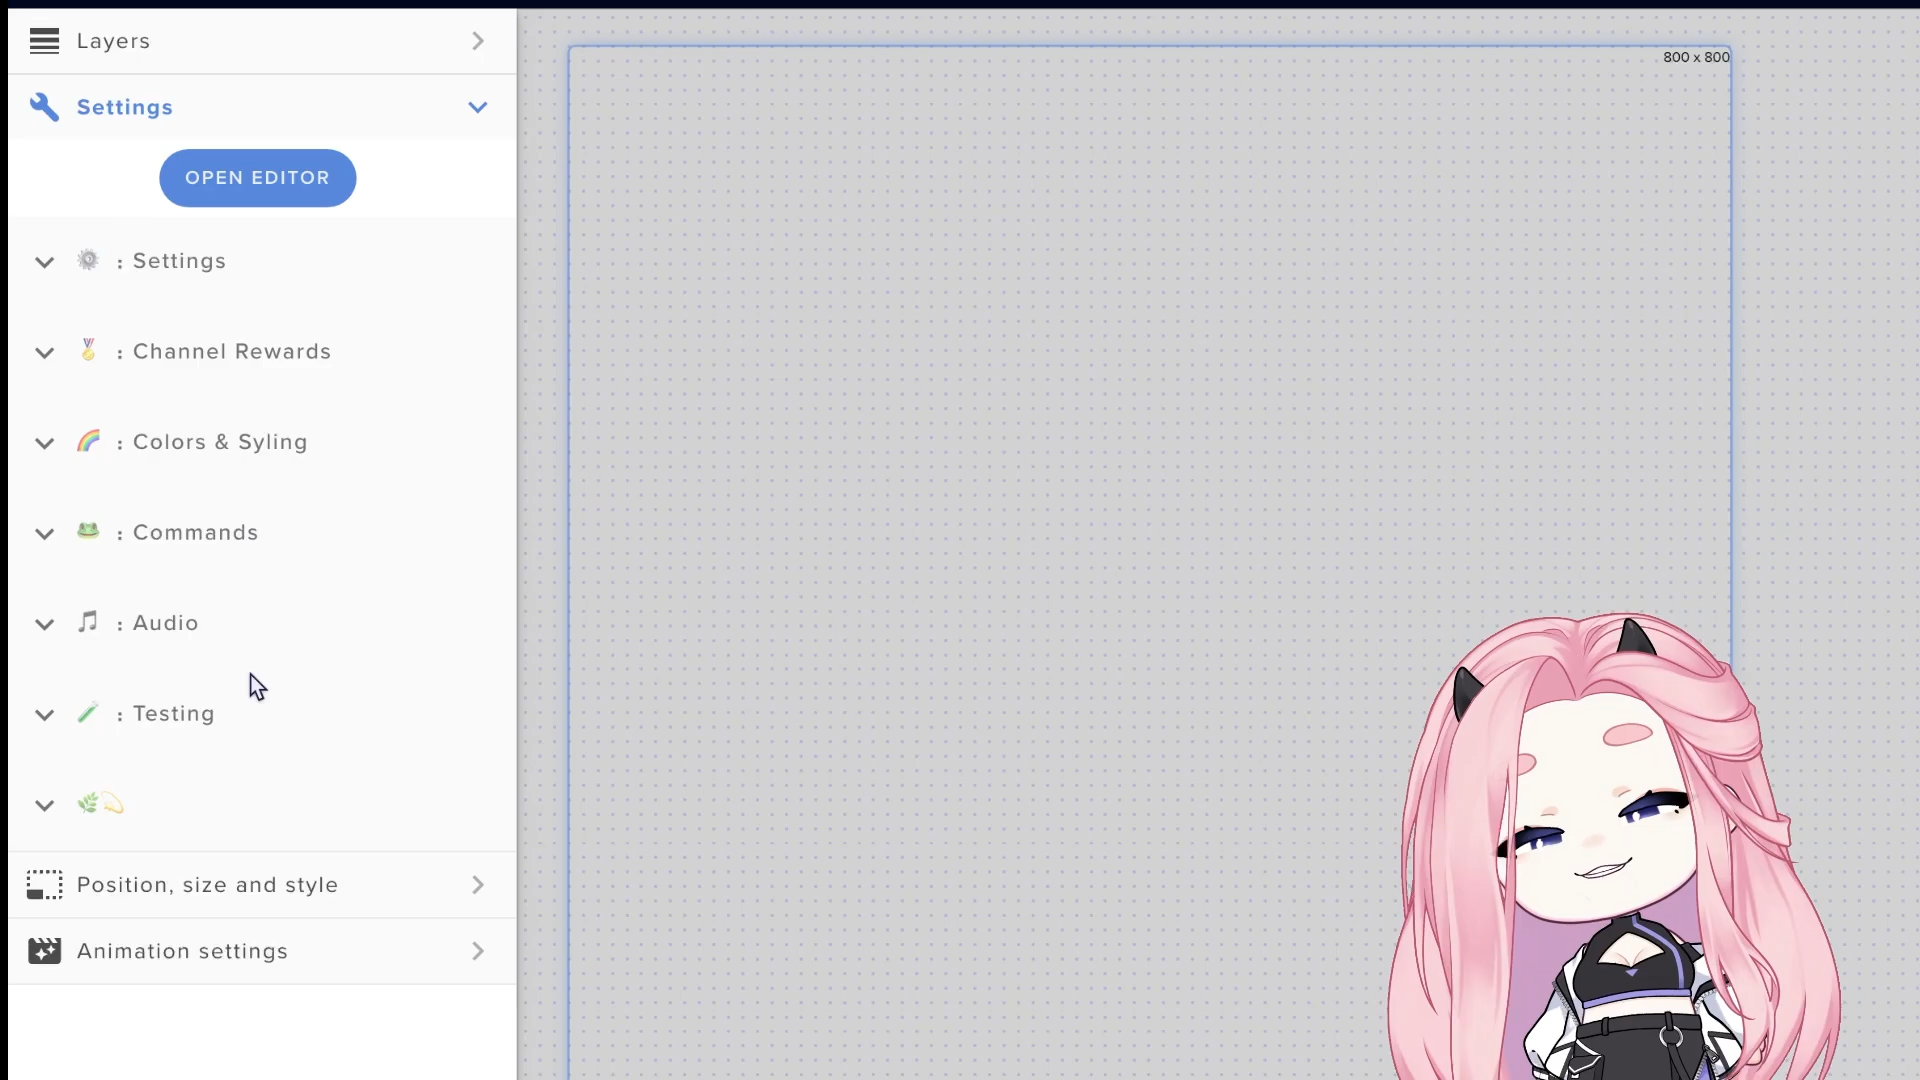 Layers
800 x 800
Settings
OPEN EDITOR
: Settings
: Channel Rewards
: Colors & Syling
: Commands
: Audio
: Testing
Position, size and style
Animation settings